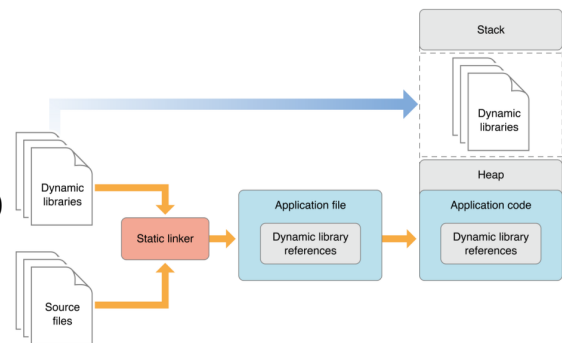 Stack
Dynamic
libraries
Heap
Application code
Dynamic library
references
Dynamic
libraries
Static linker
Application file
Dynamic library
references
Source
files